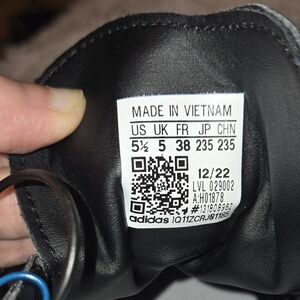 MADE IN VIETNAM
US UK FR JP CHN
5½ 5 38 235 235
12/22
LVL 029002
A:H01878
adidas